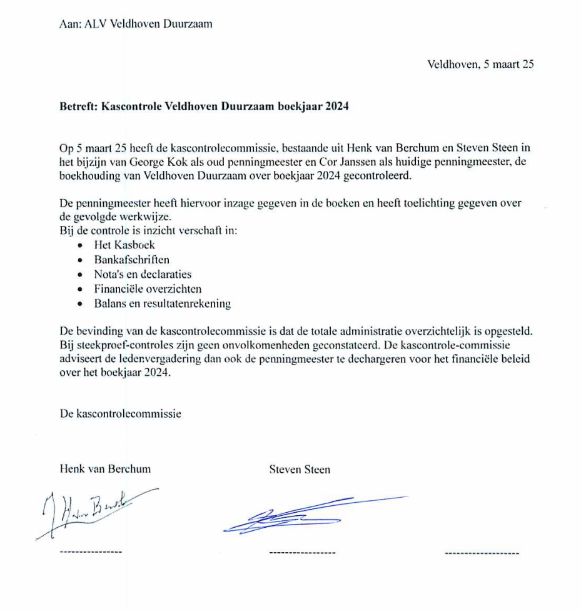 Aan: ALV Veldhoven Duurzaam
Veldhoven, 5 maart 25
Betreft: Kascontrole Veldhoven Duurzaam boekjaar 2024
Op 5 maart 25 heeft de kascontrolecommissie, bestaande uit Henk van Berchum en Steven Steen in
het bijzijn van George Kok als oud penningmeester en Cor Janssen als huidige penningmeester, de
boekhouding van Veldhoven Duurzaam over boekjaar 2024 gecontroleerd.
De penningmeester heeft hiervoor inzage gegeven in de boeken en heeft toelichting gegeven over
de gevolgde werkwijze.
Bij de controle is inzicht verschaft in:
• Het Kasboek
• Bankafschriften
• Nota's en declaraties
• Financiële overzichten
• Balans en resultatenrekening
De bevinding van de kascontrolecommissie is dat de totale administratie overzichtelijk is opgesteld.
Bij steekproef-controles zijn geen onvolkomenheden geconstateerd. De kascontrole-commissie
adviseert de ledenvergadering dan ook de penningmeester te dechargeren voor het financiële beleid
over het boekjaar 2024.
De kascontrolecommissie
Henk van Berchum Steven Steen